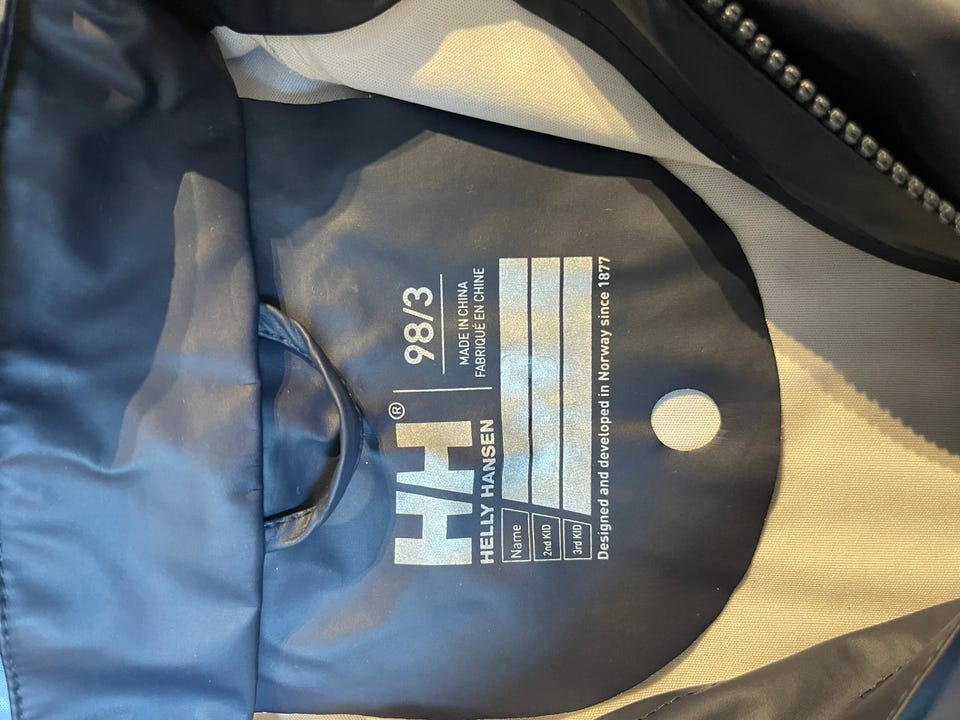 HH®
HELLY HANSEN
98/3
MADE IN CHINA
FABRIQUÉ EN CHINE
Name
2nd KID
3rd KID
Designed and developed in Norway since 1877